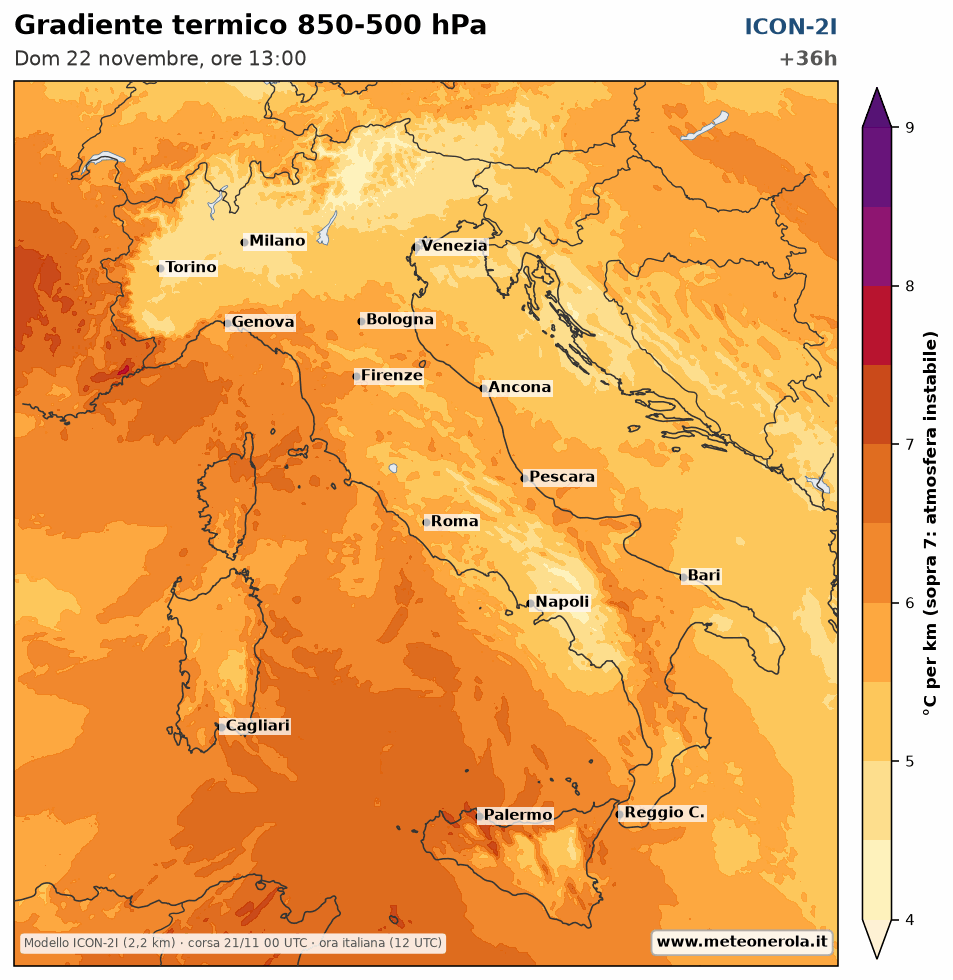 Gradiente termico 850-500 hPa
ICON-2I
Dom 22 novembre, ore 13:00
+36h
Milano
Venezia
Torino
Genova
Bologna
Firenze
Ancona
Pescara
Roma
Bari
Napoli
Cagliari
Palermo
Reggio C.
9
8
7
6
5
4
°C per km (sopra 7: atmosfera instabile)
Modello ICON-2I (2,2 km) · corsa 21/11 00 UTC · ora italiana (12 UTC)
www.meteonerola.it